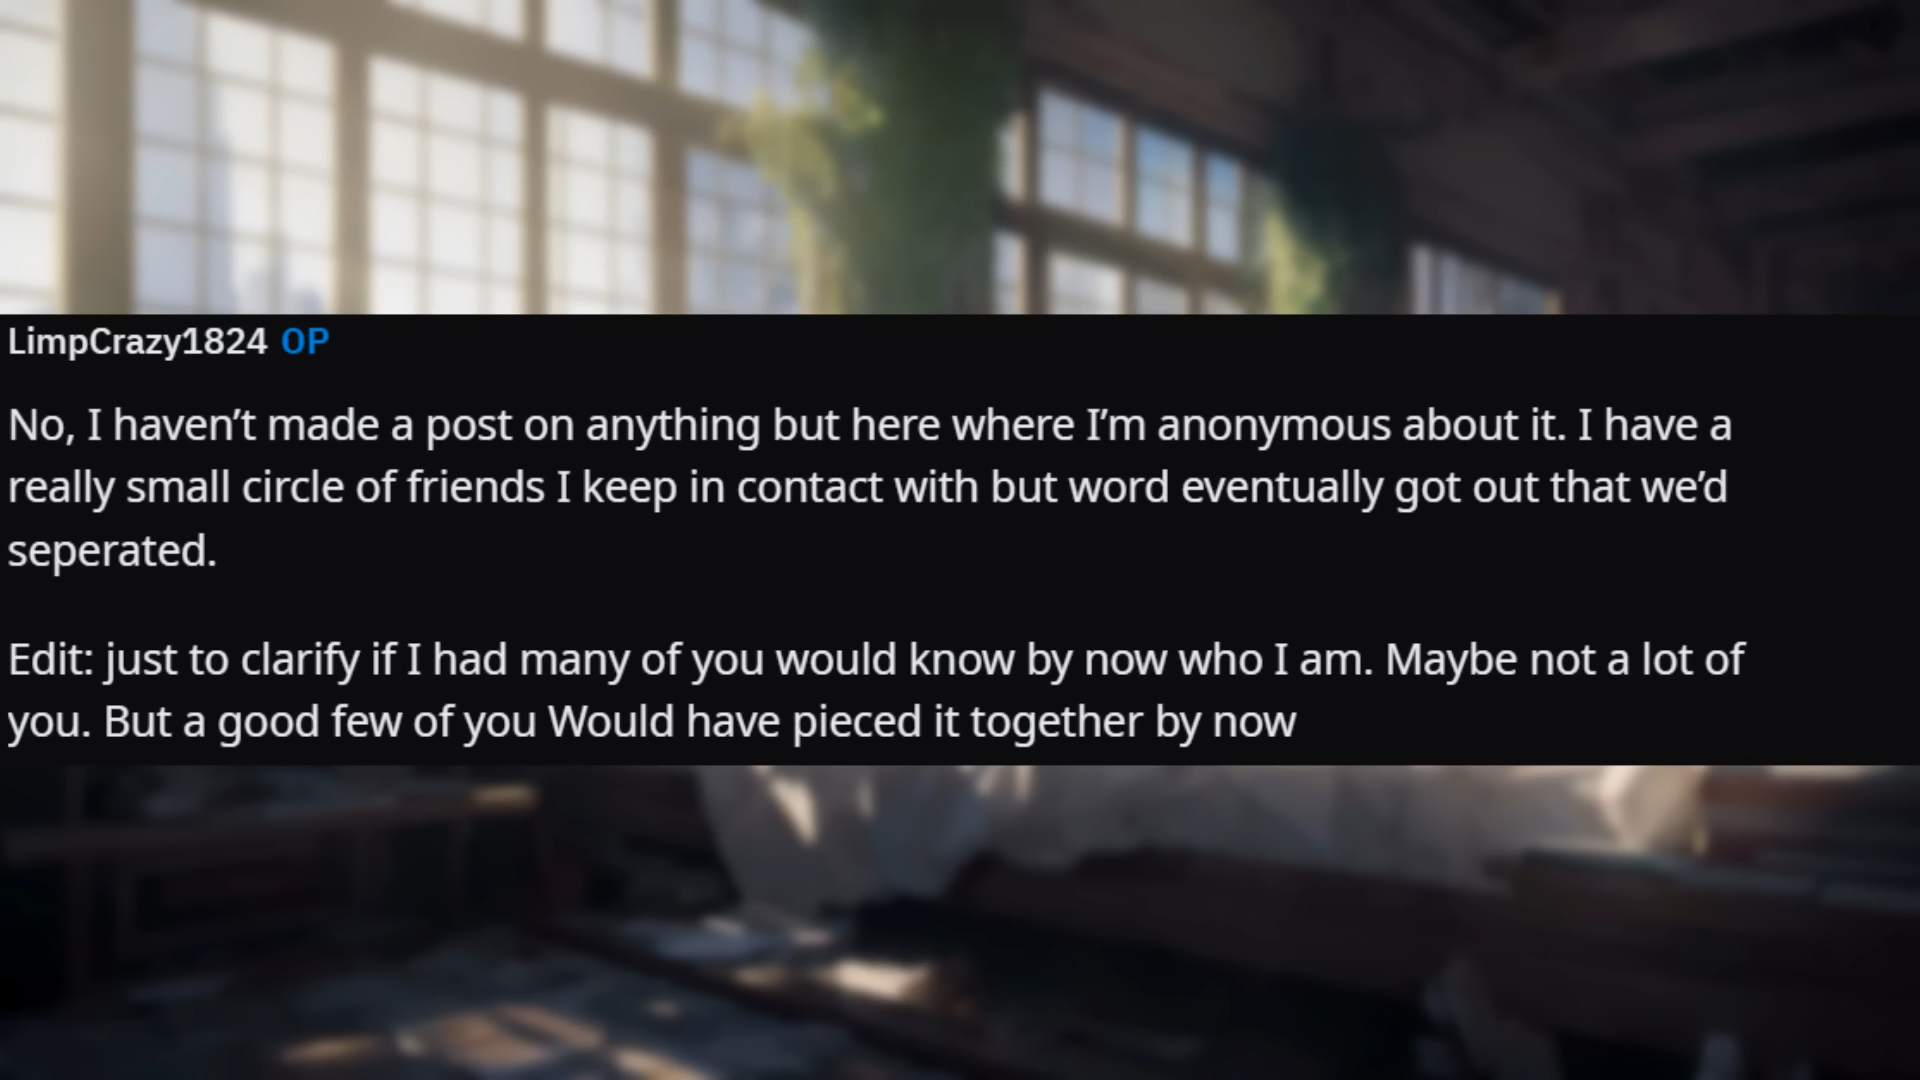 LimpCrazy1824 OP
No, I haven’t made a post on anything but here where I’m anonymous about it. I have a
really small circle of friends I keep in contact with but word eventually got out that we’d
seperated.
Edit: just to clarify if I had many of you would know by now who I am. Maybe not a lot of
you. But a good few of you Would have pieced it together by now